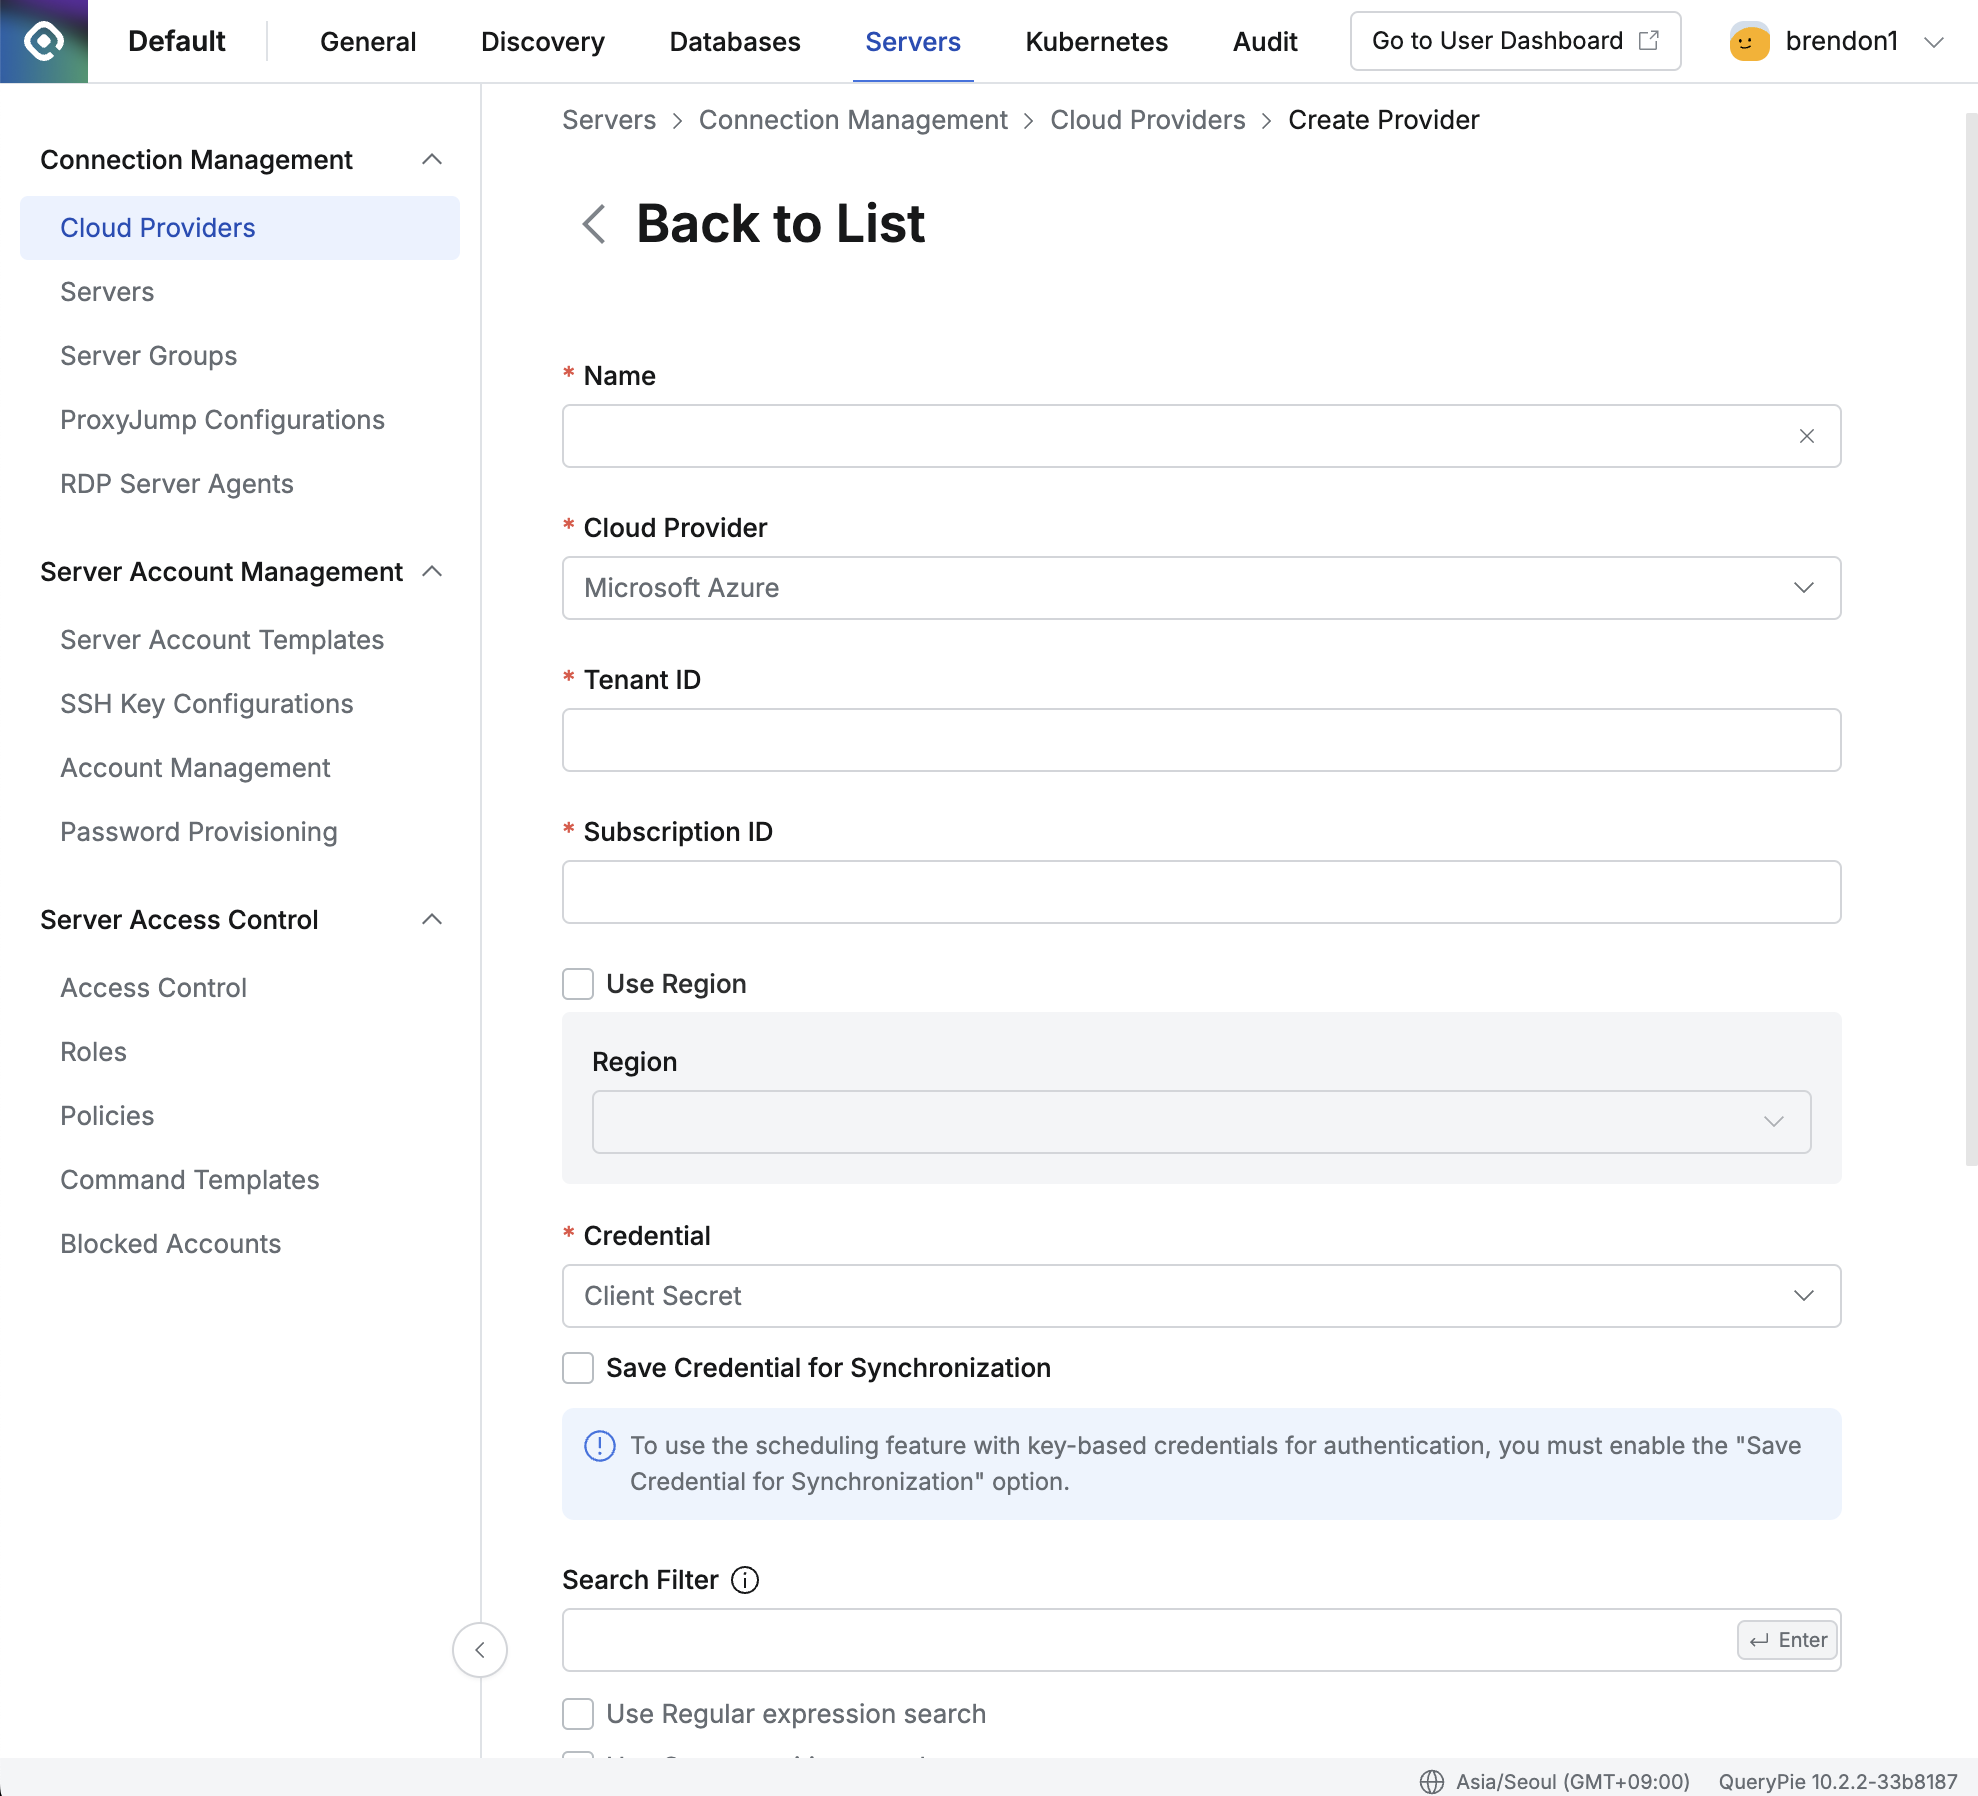 Default
General
Discovery
Databases
Servers
Kubernetes
Audit
Go to User Dashboard
brendon1
Connection Management
Cloud Providers
Servers
Server Groups
ProxyJump Configurations
RDP Server Agents
Server Account Management
Server Account Templates
SSH Key Configurations
Account Management
Password Provisioning
Server Access Control
Access Control
Roles
Policies
Command Templates
Blocked Accounts
Servers > Connection Management > Cloud Providers > Create Provider
Back to List
* Name
* Cloud Provider
Microsoft Azure
* Tenant ID
* Subscription ID
Use Region
Region
* Credential
Client Secret
Save Credential for Synchronization
To use the scheduling feature with key-based credentials for authentication, you must enable the "Save
Credential for Synchronization" option.
Search Filter
Enter
Use Regular expression search
Asia/Seoul (GMT+09:00)
QueryPie 10.2.2-33b8187